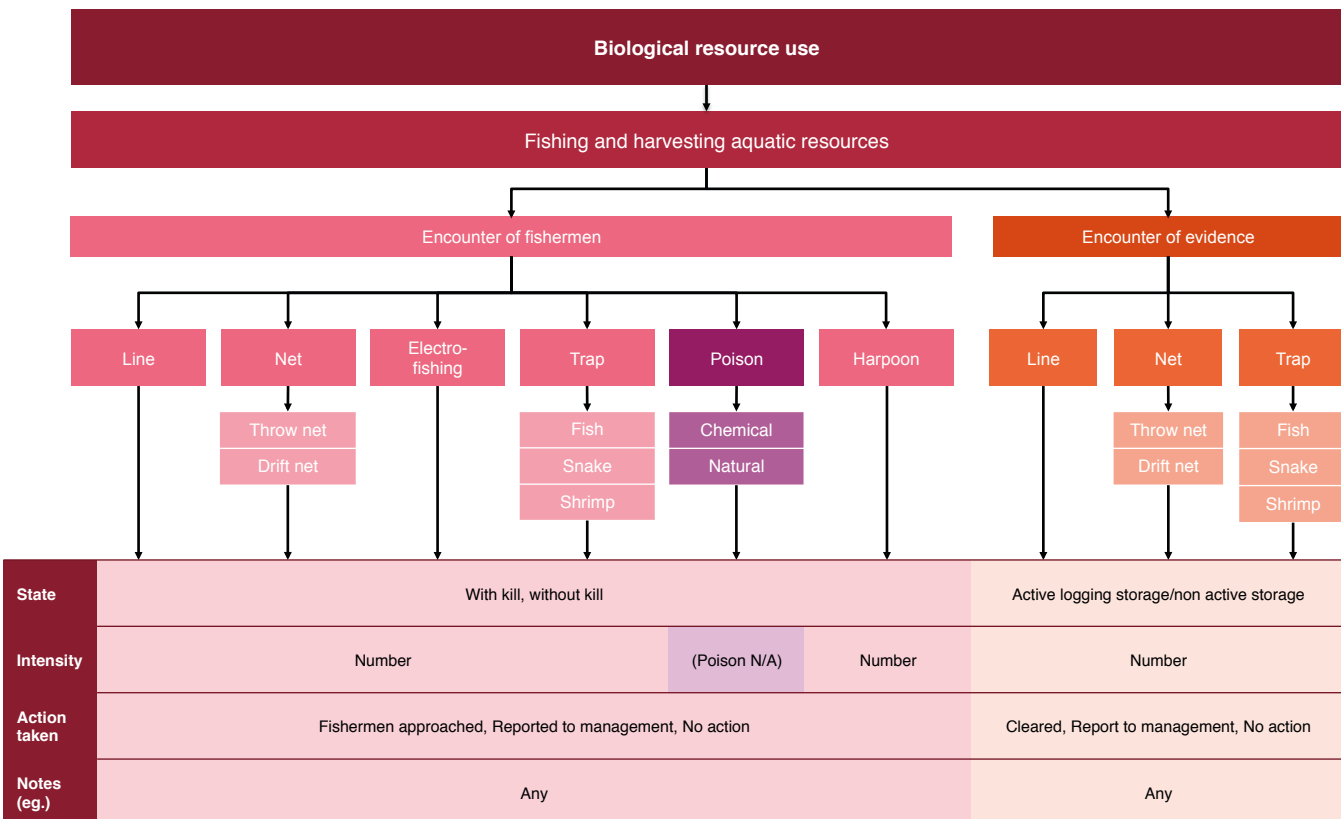 Biological resource use
Fishing and harvesting aquatic resources
Encounter of fishermen
Encounter of evidence
Line
Net
Electro-
fishing
Trap
Poison
Harpoon
Line
Net
Trap
Throw net
Drift net
Fish
Snake
Shrimp
Chemical
Natural
Throw net
Drift net
Fish
Snake
Shrimp
State
With kill, without kill
Active logging storage/non active storage
Intensity
Number
(Poison N/A)
Number
Number
Action
taken
Fishermen approached, Reported to management, No action
Cleared, Report to management, No action
Notes
(eg.)
Any
Any